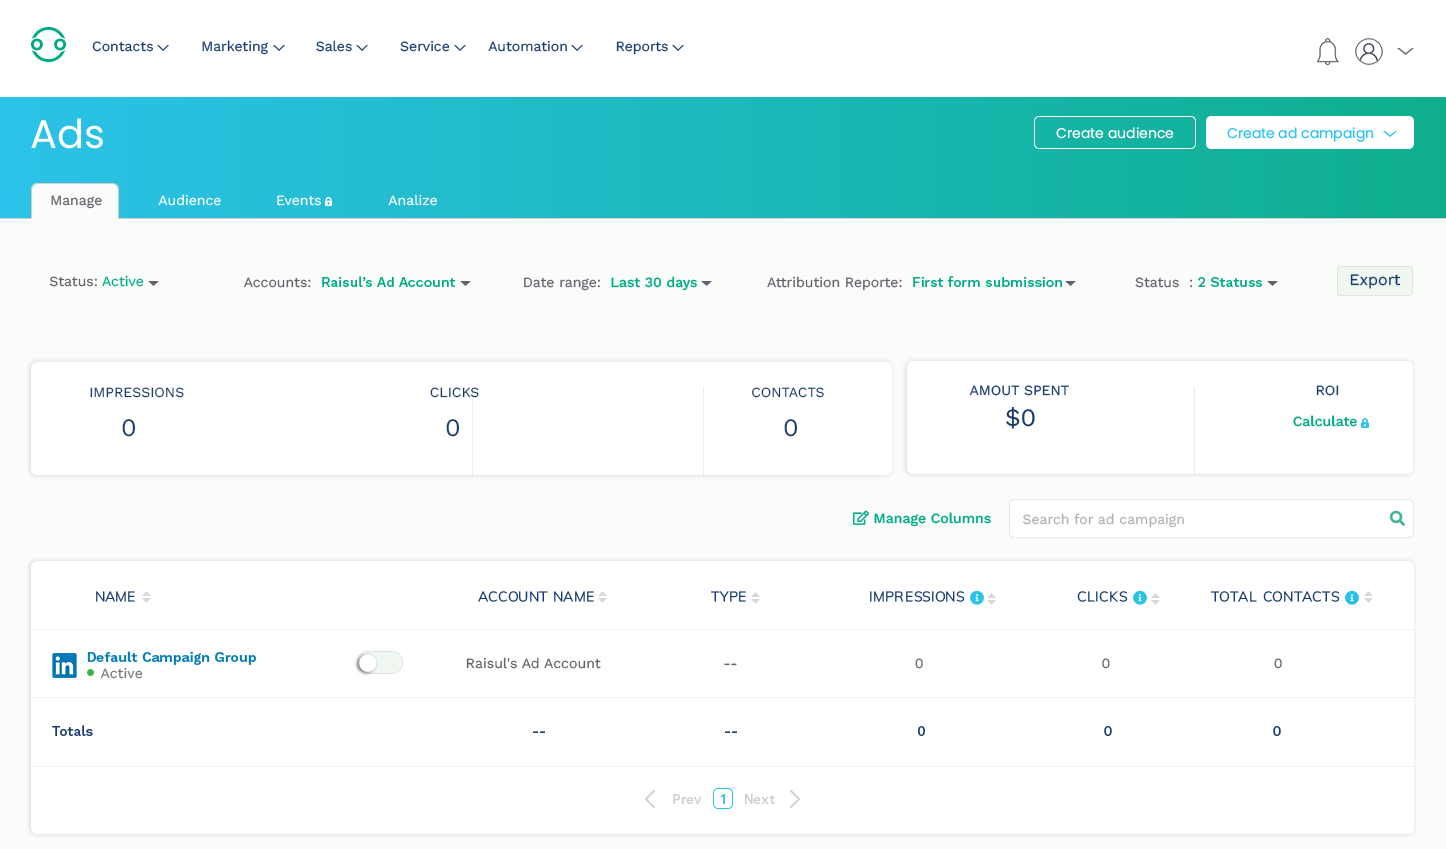 Contacts Marketing Sales Service Automation Reports
Ads
Create audience Create ad campaign
Manage Audience Events Analize
Status: Active Accounts: Raisul’s Ad Account Date range: Last 30 days Attribution Reporte: First form submission Status : 2 Statuss Export
IMPRESSIONS CLICKS CONTACTS AMOUT SPENT ROI
0 0 0 $0 Calculate
Manage Columns Search for ad campaign
NAME ACCOUNT NAME TYPE IMPRESSIONS CLICKS TOTAL CONTACTS
Default Campaign Group
Active Raisul's Ad Account -- 0 0 0
Totals -- -- 0 0 0
Prev 1 Next